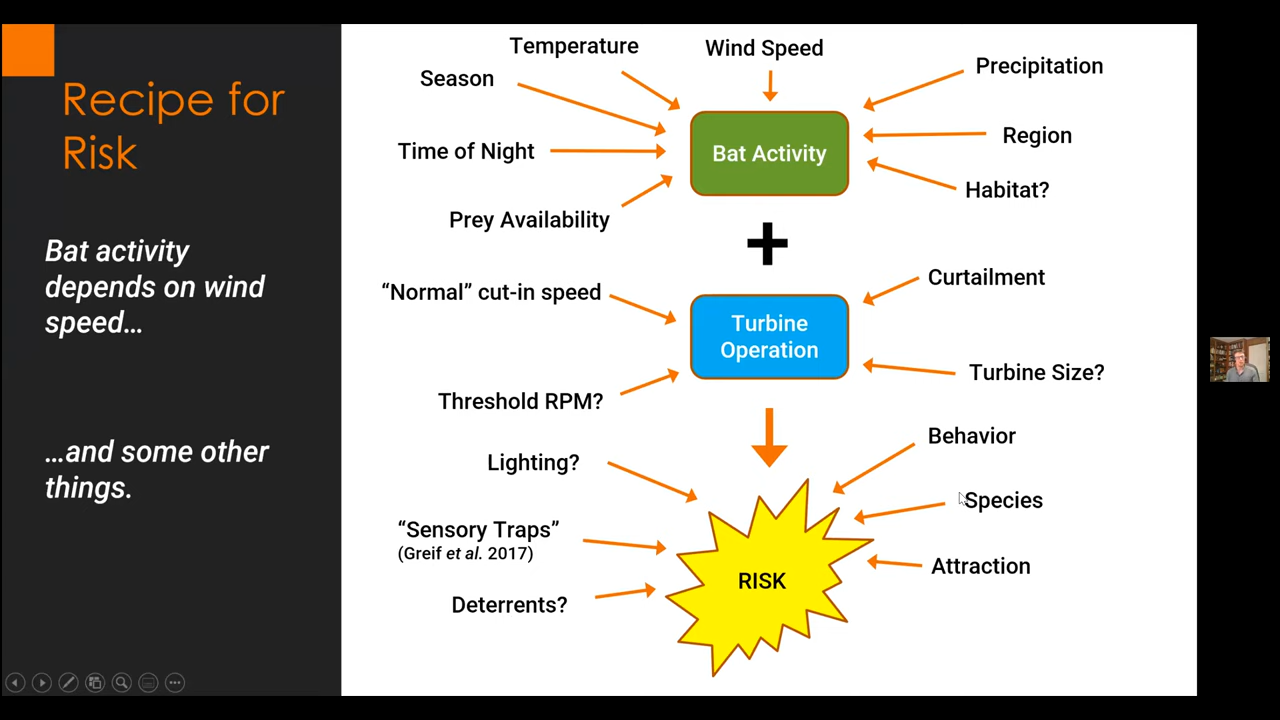 Recipe for
Risk
Bat activity
depends on wind
speed…
…and some other
things.
Temperature
Wind Speed
Precipitation
Season
Region
Time of Night
Bat Activity
Habitat?
Prey Availability
+
"Normal" cut-in speed
Curtailment
Turbine
Operation
Turbine Size?
Threshold RPM?
Behavior
Lighting?
Species
"Sensory Traps"
(Greif et al. 2017)
Attraction
RISK
Deterrents?